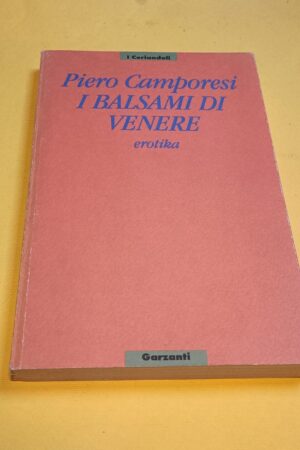 I Coriandoli
Piero Camporesi
I BALSAMI DI
VENERE
erotika
Garzanti